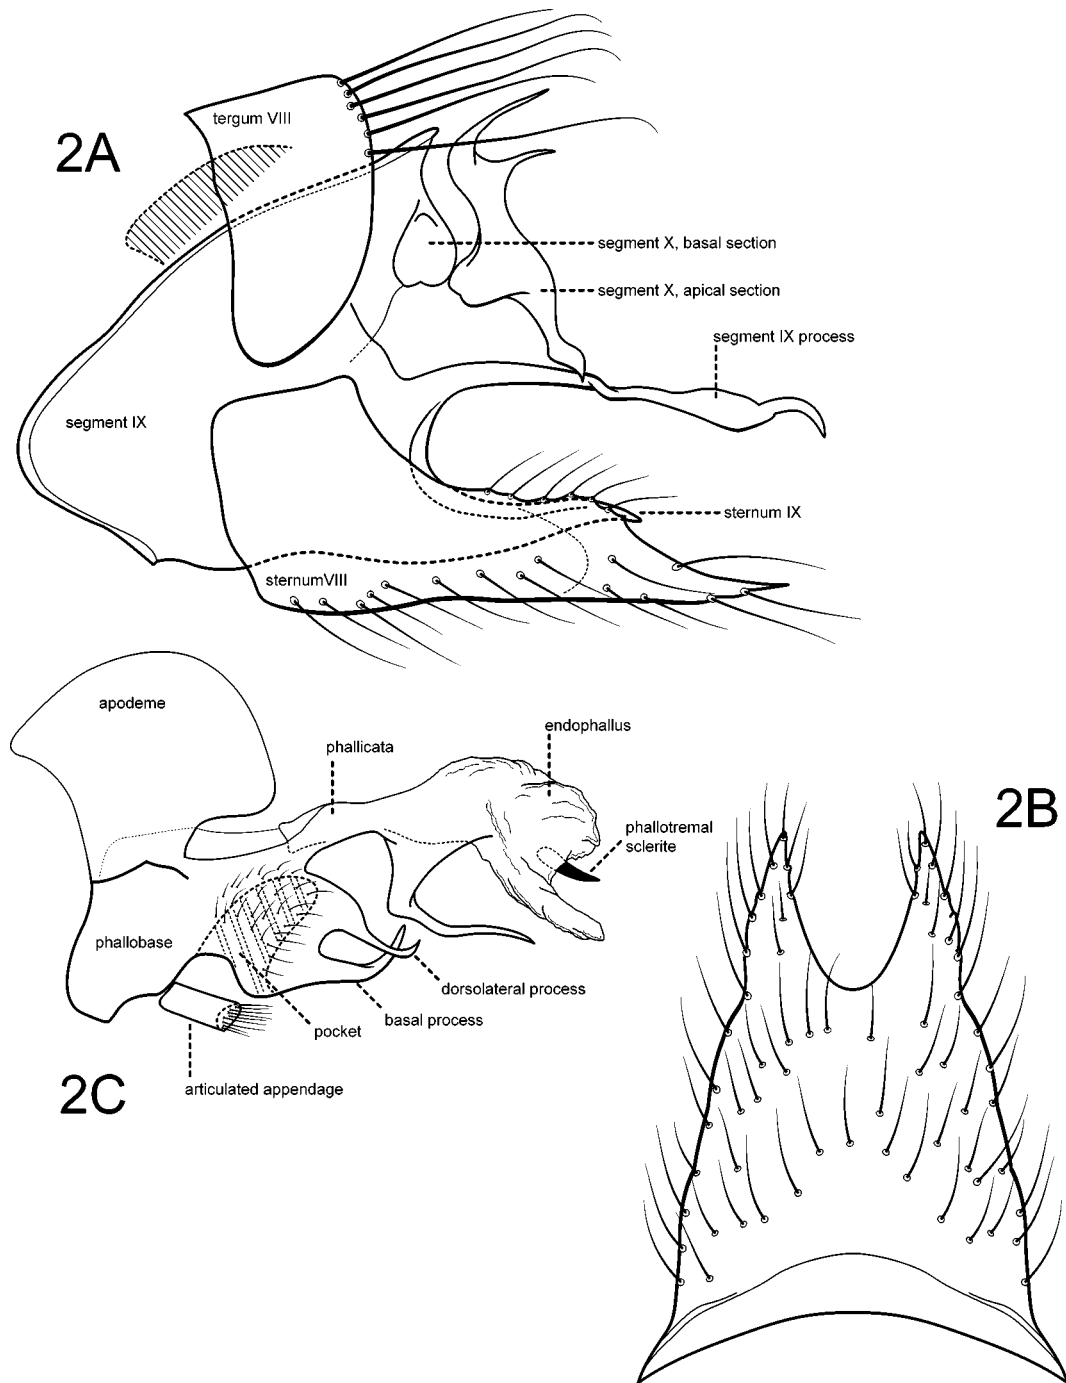 2A
tergum VIII
segment X, basal section
segment X, apical section
segment IX process
segment IX
sternum IX
sternumVIII
apodeme
phallicata
endophallus
phallotremal
sclerite
2B
phallobase
dorsolateral process
basal process
pocket
articulated appendage
2C